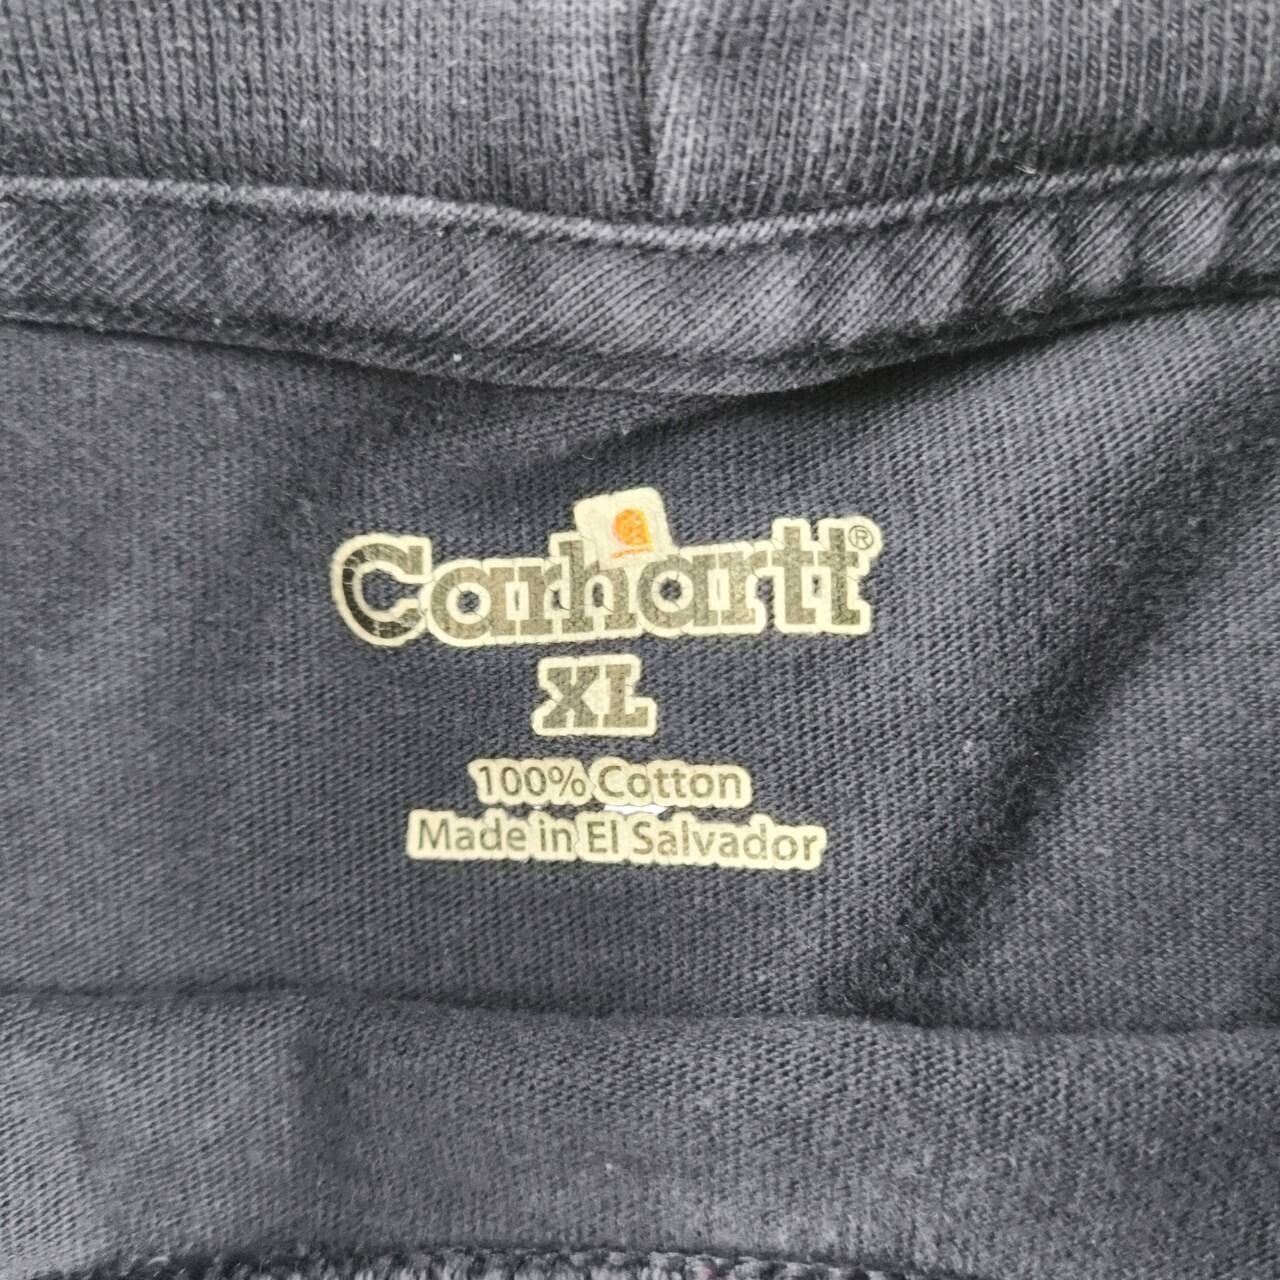 Carhartt®
XL
100% Cotton
Made in El Salvador